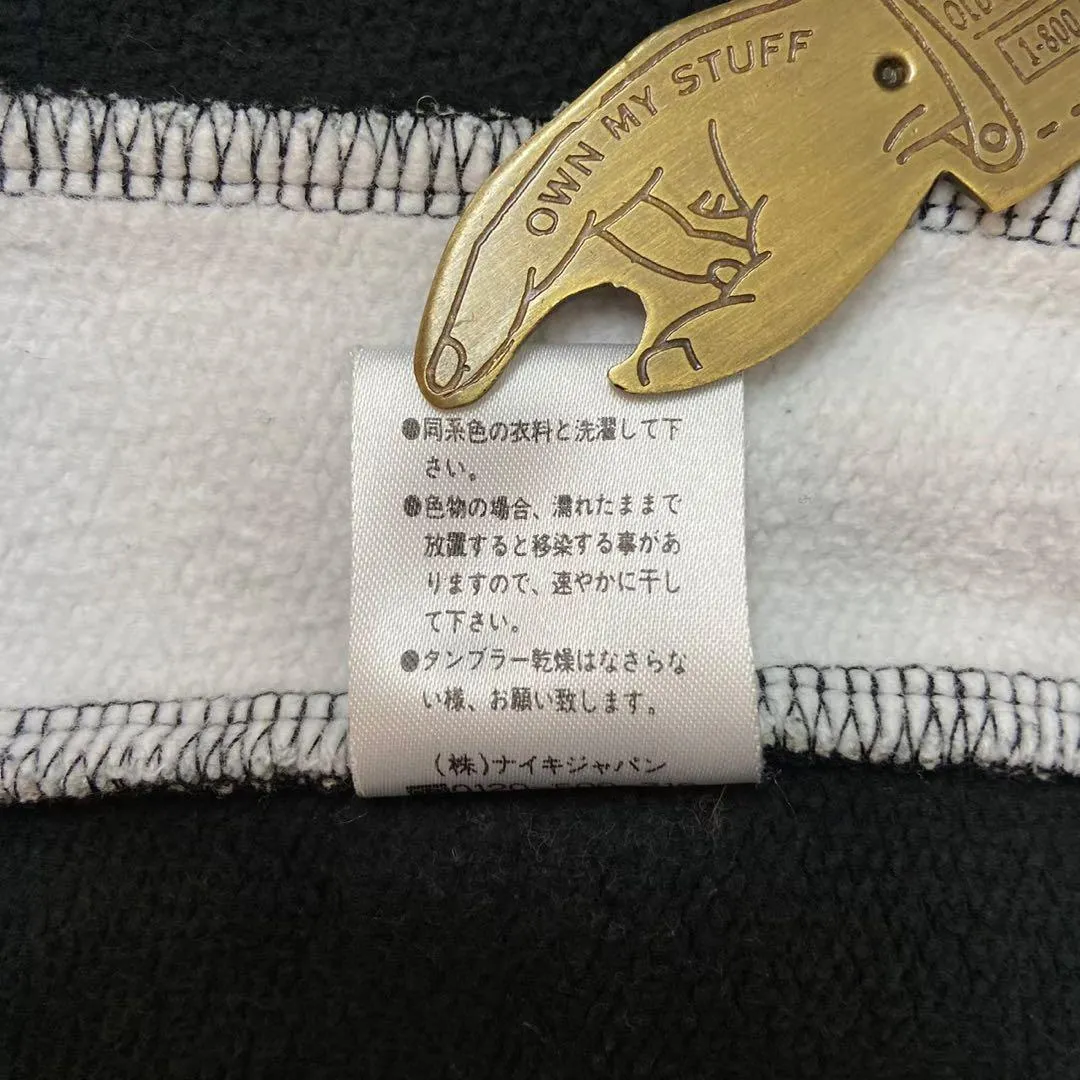 OWN MY STUFF
1-800
●同系色の衣料と洗濯して下
さい。
●色物の場合、濡れたままで
放置すると移染する事があ
りますので、速やかに干し
て下さい。
●タンブラー乾燥はなさらな
い様、お願い致します。
(株)ナイキジャパン